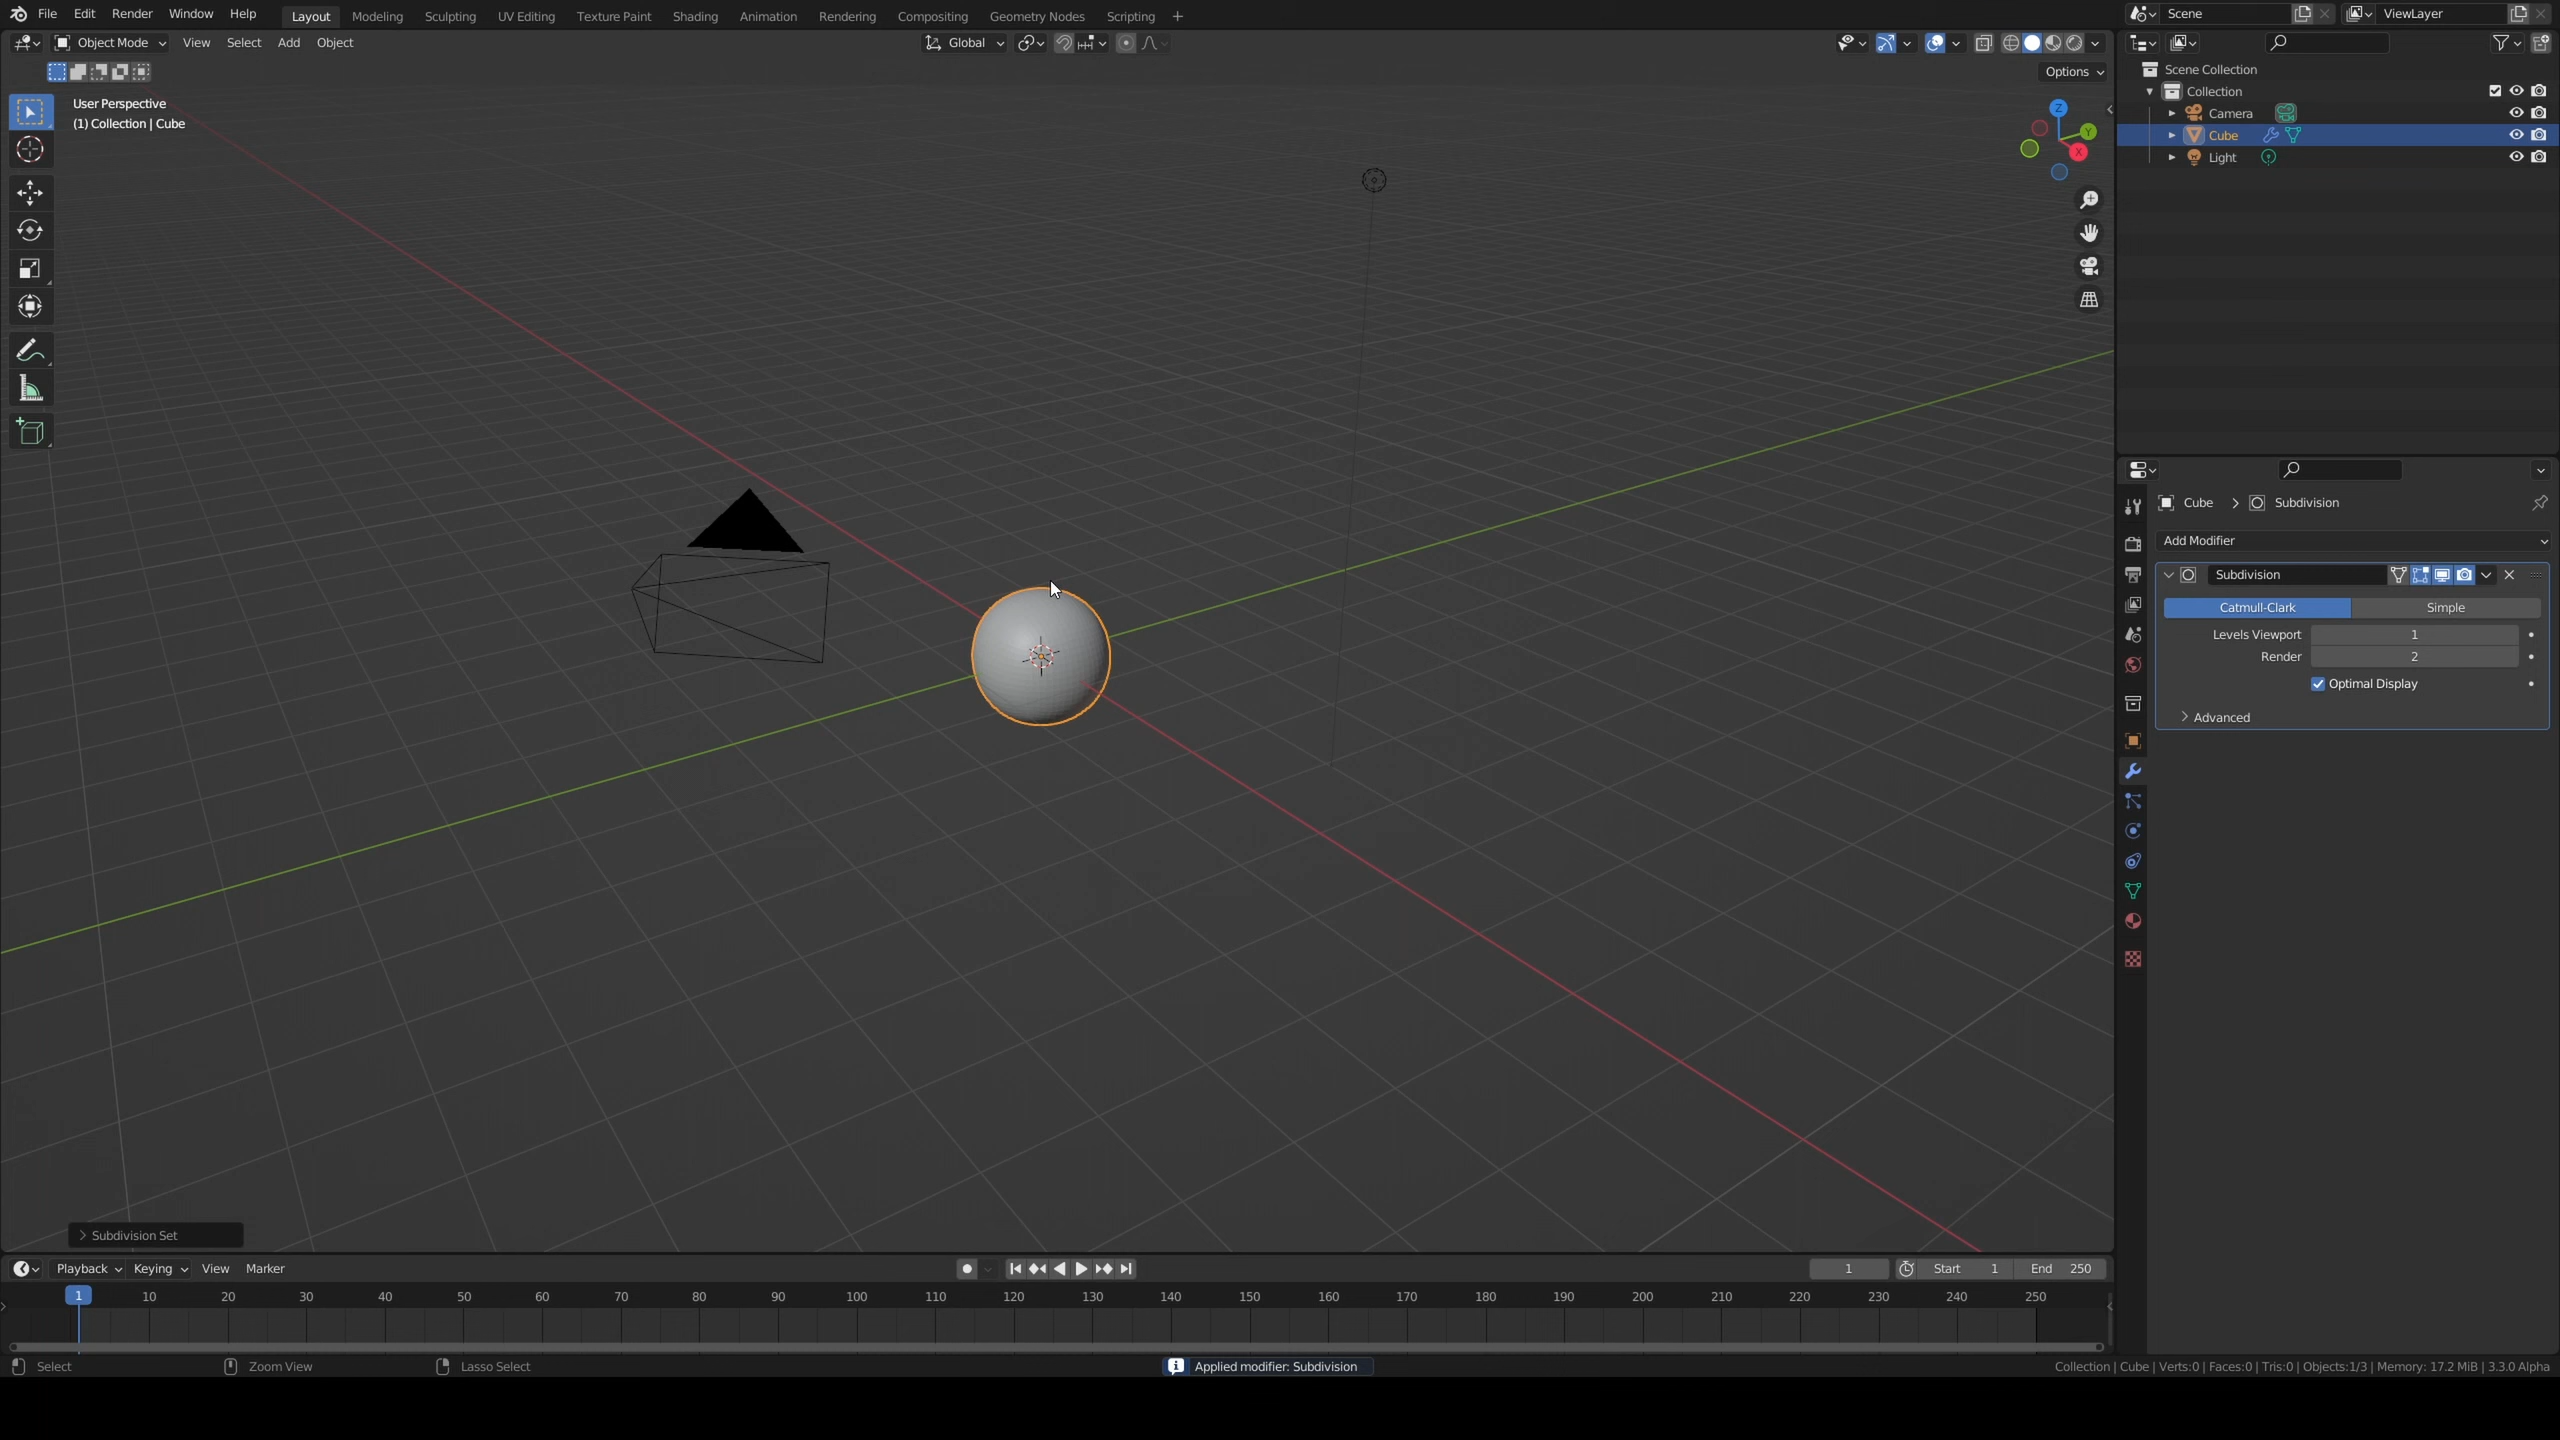 File Edit Render Window Help Layout Modeling Sculpting UV Editing Texture Paint Shading Animation Rendering Compositing Geometry Nodes Scripting + Scene ViewLayer
Object Mode View Select Add Object Global
Options
User Perspective
(1) Collection | Cube
Z
Y
X
Scene Collection
Collection
Camera
Cube
Light
Cube > Subdivision
Add Modifier
Subdivision
Catmull-Clark Simple
Levels Viewport 1
Render 2
Optimal Display
Advanced
Subdivision Set
Playback Keying View Marker 1 Start 1 End 250
1 10 20 30 40 50 60 70 80 90 100 110 120 130 140 150 160 170 180 190 200 210 220 230 240 250
Select Zoom View Lasso Select Applied modifier: Subdivision Collection | Cube | Verts:0 | Faces:0 | Tris:0 | Objects:1/3 | Memory: 17.2 MiB | 3.3.0 Alpha